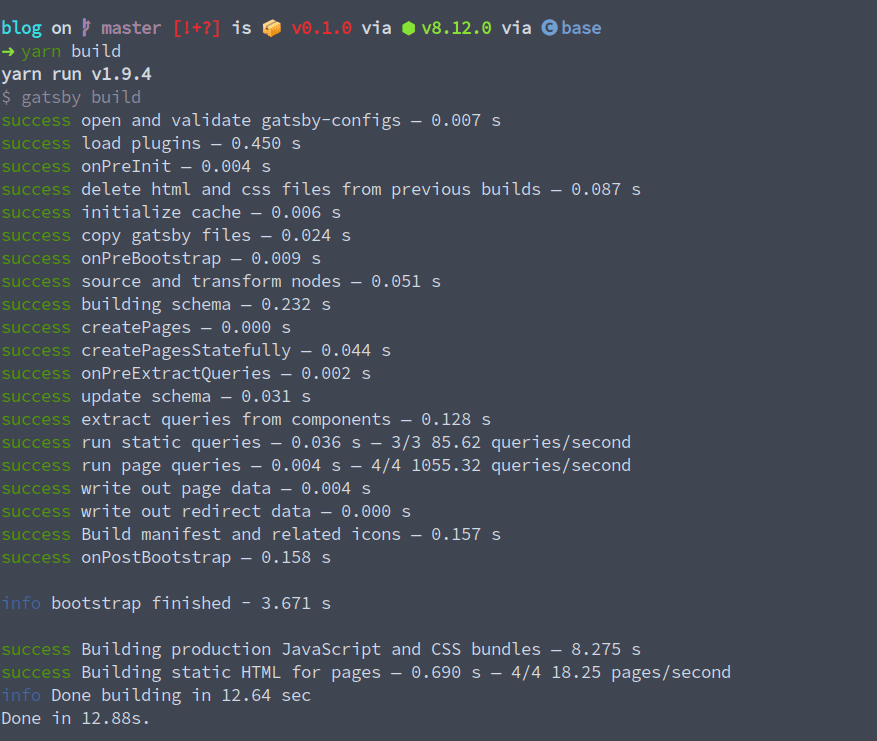 blog on master [!+?] is 📦 v0.1.0 via ⬢ v8.12.0 via C base
➜ yarn build
yarn run v1.9.4
$ gatsby build
success open and validate gatsby-configs — 0.007 s
success load plugins — 0.450 s
success onPreInit — 0.004 s
success delete html and css files from previous builds — 0.087 s
success initialize cache — 0.006 s
success copy gatsby files — 0.024 s
success onPreBootstrap — 0.009 s
success source and transform nodes — 0.051 s
success building schema — 0.232 s
success createPages — 0.000 s
success createPagesStatefully — 0.044 s
success onPreExtractQueries — 0.002 s
success update schema — 0.031 s
success extract queries from components — 0.128 s
success run static queries — 0.036 s — 3/3 85.62 queries/second
success run page queries — 0.004 s — 4/4 1055.32 queries/second
success write out page data — 0.004 s
success write out redirect data — 0.000 s
success Build manifest and related icons — 0.157 s
success onPostBootstrap — 0.158 s
info bootstrap finished - 3.671 s
success Building production JavaScript and CSS bundles — 8.275 s
success Building static HTML for pages — 0.690 s — 4/4 18.25 pages/second
info Done building in 12.64 sec
Done in 12.88s.